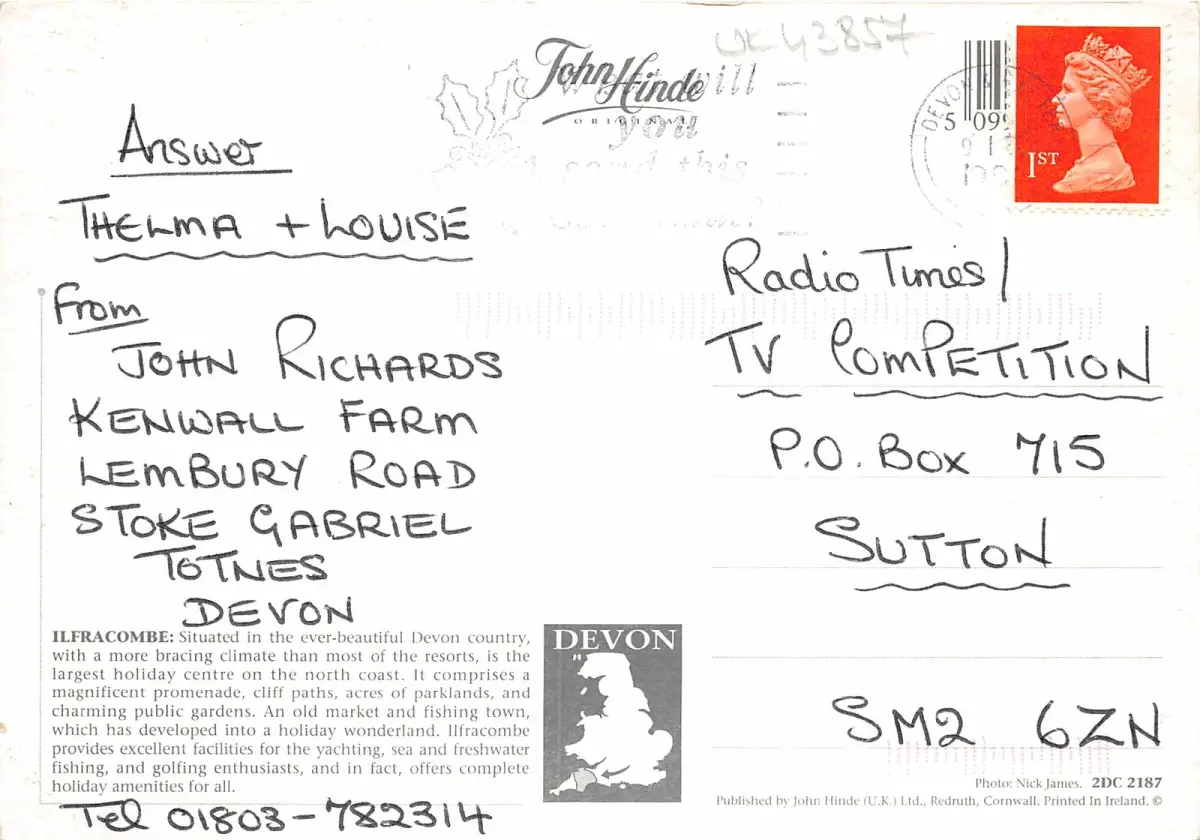 UK43857
John Hinde
ORIGINAL
will
you
send this
DEVON
5 09
1ST
Answer
THELMA + LOUISE
From
JOHN RICHARDS
KENWALL FARM
LEMBURY ROAD
STOKE GABRIEL
TOTNES
DEVON
ILFRACOMBE: Situated in the ever-beautiful Devon country,
with a more bracing climate than most of the resorts, is the
largest holiday centre on the north coast. It comprises a
magnificent promenade, cliff paths, acres of parklands, and
charming public gardens. An old market and fishing town,
which has developed into a holiday wonderland. Ilfracombe
provides excellent facilities for the yachting, sea and freshwater
fishing, and golfing enthusiasts, and in fact, offers complete
holiday amenities for all.
Tel 01803-782314
DEVON
Radio Times/
TV COMPETITION
P.O. Box 715
SUTTON
SM2 6ZN
Photo: Nick James. 2DC 2187
Published by John Hinde (U.K.) Ltd., Redruth, Cornwall. Printed In Ireland. ©